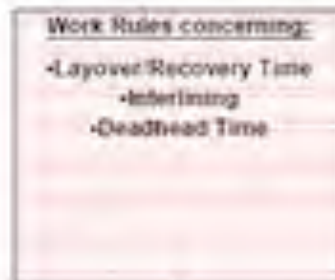 Work Rules concerning:
•Layover/Recovery Time
•Interlining
•Deadhead Time